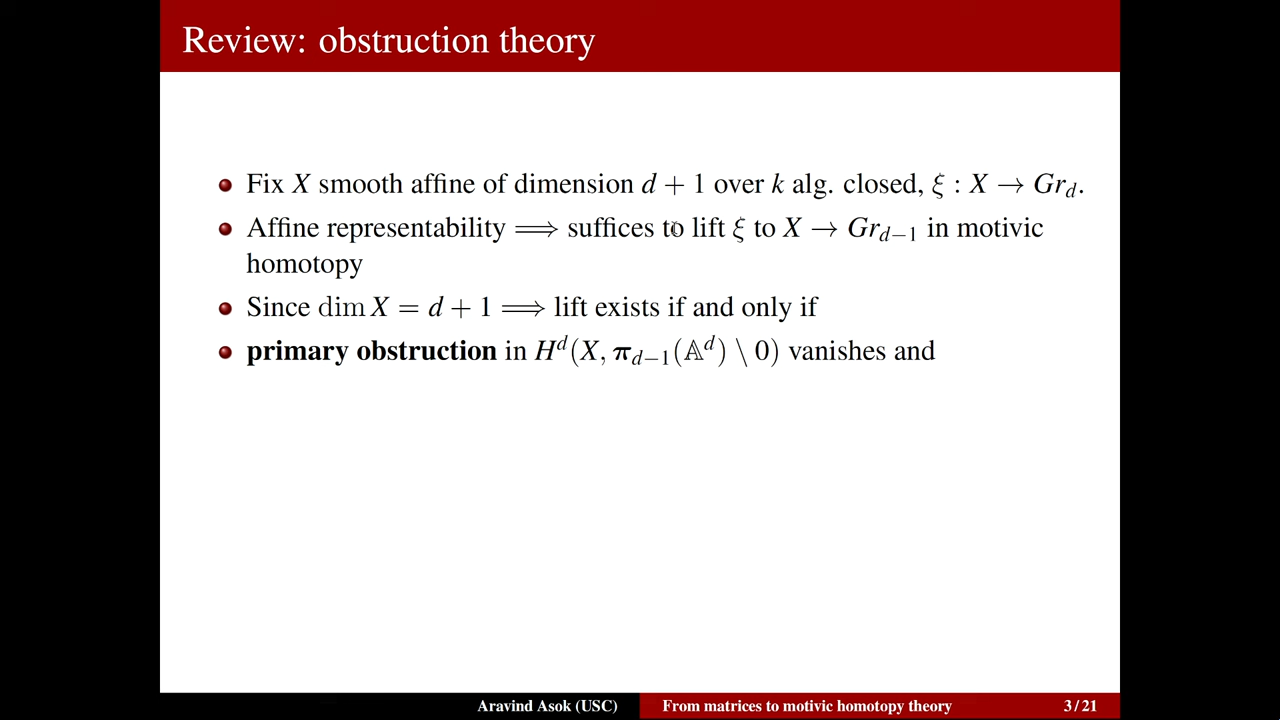 Review: obstruction theory
Fix X smooth affine of dimension d + 1 over k alg. closed, ξ : X → Gr_d.
Affine representability ⟹ suffices to lift ξ to X → Gr_{d−1} in motivic
homotopy
Since dim X = d + 1 ⟹ lift exists if and only if
primary obstruction in H^d(X, π_{d−1}(𝔸^d) \ 0) vanishes and
Aravind Asok (USC) From matrices to motivic homotopy theory 3 / 21